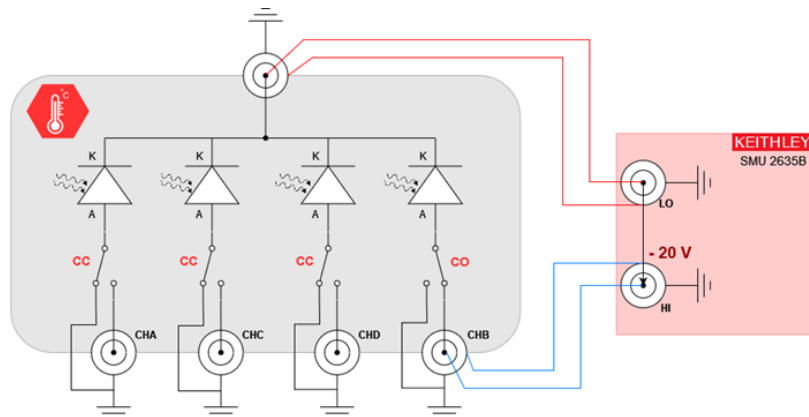 °C
KEITHLEY
SMU 2635B
K
K
K
K
A
A
A
A
LO
CC
CC
CC
CO
- 20 V
HI
CHA
CHC
CHD
CHB